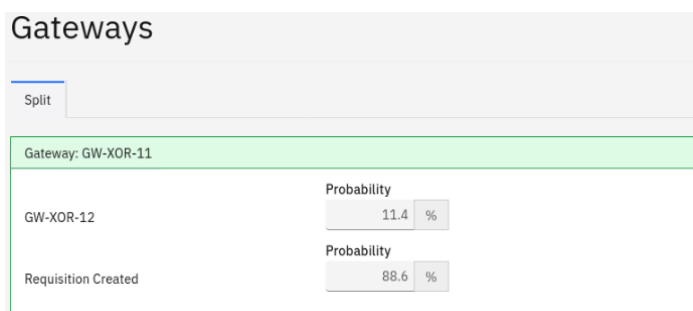 Gateways
Split
Gateway: GW-XOR-11
Probability
GW-XOR-12 11.4 %
Probability
Requisition Created 88.6 %